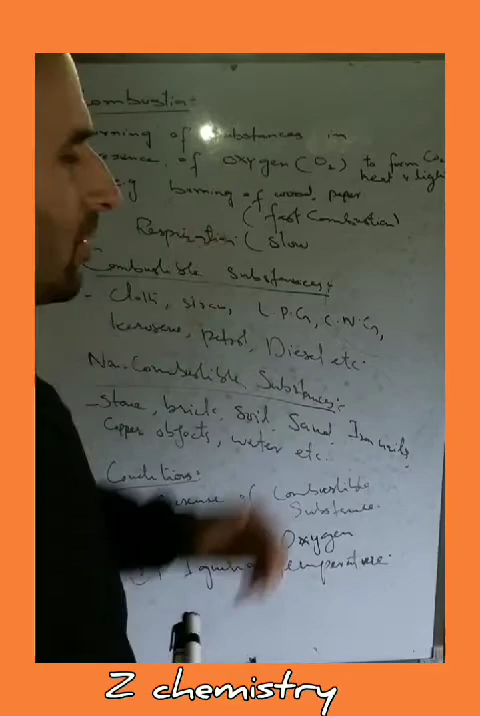 Combustion:
burning of substances in
presence of oxygen (O₂) to form CO₂
heat & light
e.g burning of wood, paper
(fast Combustion)
Respiration (slow
Combustible Substances:
- Cloth, straw, L.P.G, C.N.G,
kerosene, petrol, Diesel etc.
Non-Combustible Substances:-
- Stone, brick, Soil, Sand Iron nails
Copper objects, water etc..
Conditions:
of Combustible
Substance.
Oxygen
Temperature.
Z chemistry